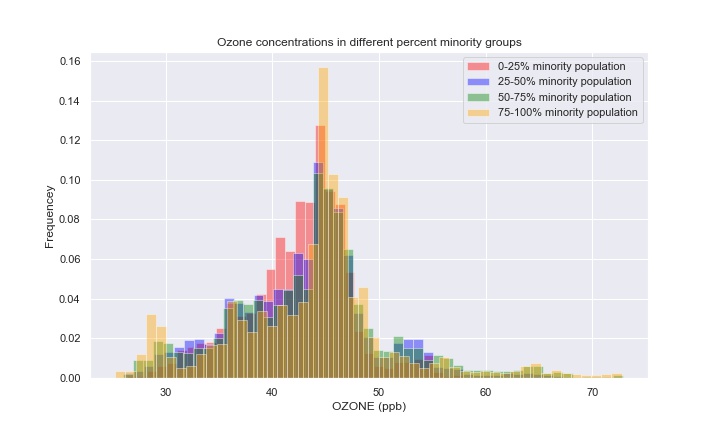 Ozone concentrations in different percent minority groups
0-25% minority population
25-50% minority population
50-75% minority population
75-100% minority population
0.16
0.14
0.12
0.10
0.08
0.06
0.04
0.02
0.00
Frequencey
30
40
50
60
70
OZONE (ppb)